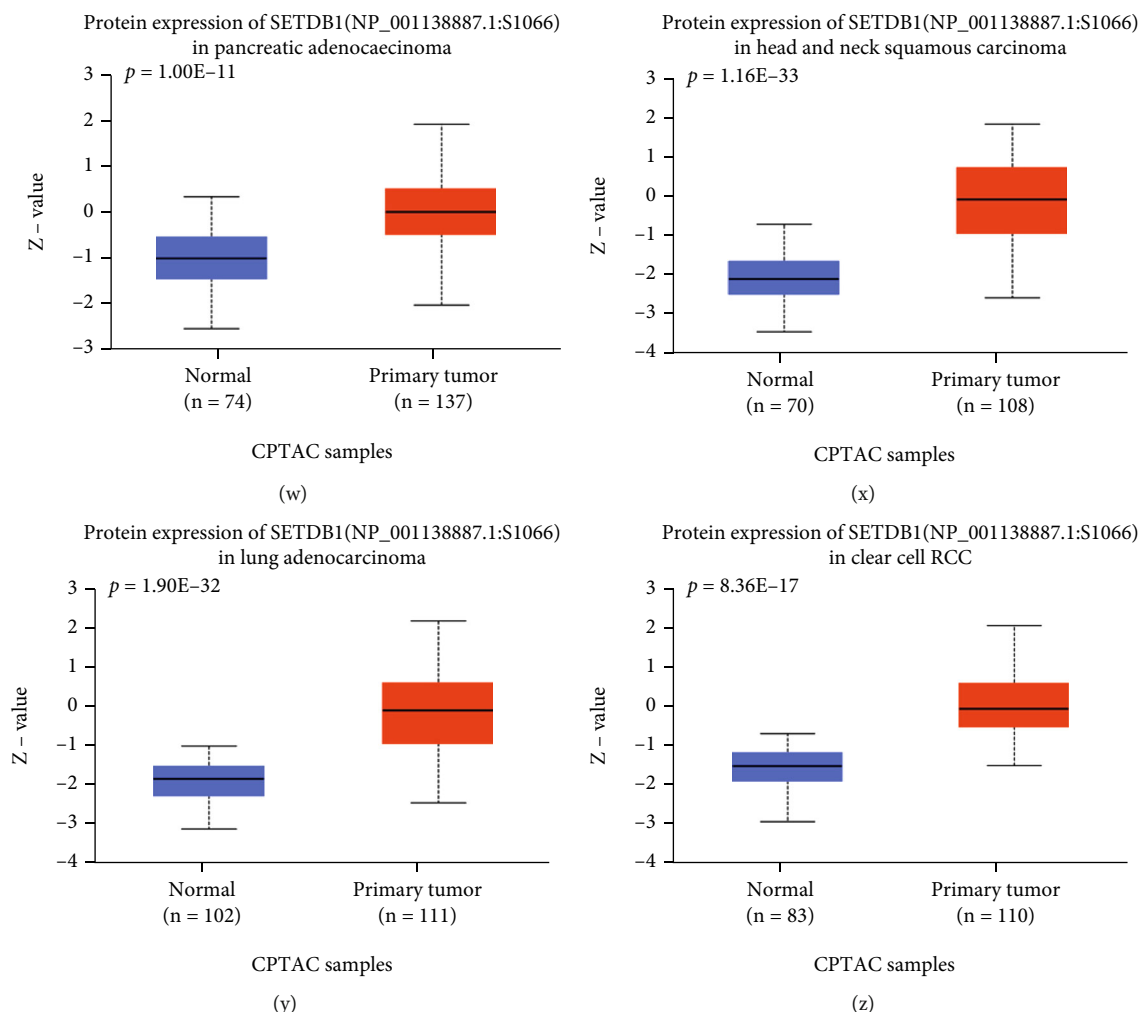 Protein expression of SETDB1(NP_001138887.1:S1066)
in pancreatic adenocaecinoma
p = 1.00E–11
3
2
1
0
–1
–2
–3
Z – value
Normal
(n = 74)
Primary tumor
(n = 137)
CPTAC samples
(w)
Protein expression of SETDB1(NP_001138887.1:S1066)
in head and neck squamous carcinoma
p = 1.16E–33
3
2
1
0
–1
–2
–3
–4
Z – value
Normal
(n = 70)
Primary tumor
(n = 108)
CPTAC samples
(x)
Protein expression of SETDB1(NP_001138887.1:S1066)
in lung adenocarcinoma
p = 1.90E–32
3
2
1
0
–1
–2
–3
–4
Z – value
Normal
(n = 102)
Primary tumor
(n = 111)
CPTAC samples
(y)
Protein expression of SETDB1(NP_001138887.1:S1066)
in clear cell RCC
p = 8.36E–17
3
2
1
0
–1
–2
–3
–4
Z – value
Normal
(n = 83)
Primary tumor
(n = 110)
CPTAC samples
(z)